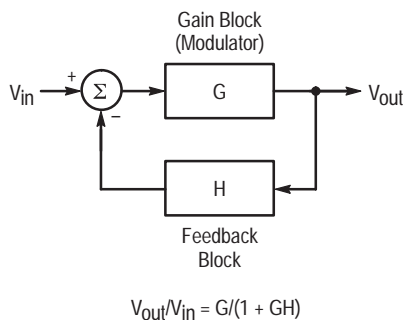 Gain Block
(Modulator)
+
Vin
Σ
−
G
Vout
H
Feedback
Block
Vout/Vin = G/(1 + GH)